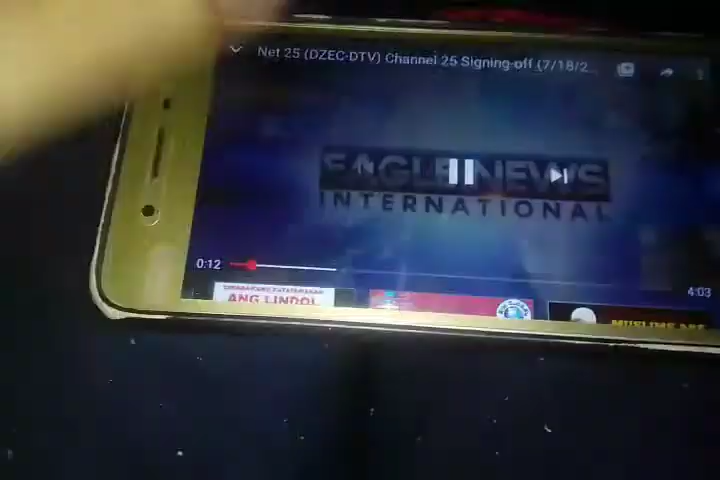 Net 25 (DZEC-DTV) Channel 25 Signing off (7/18/2...
EAGLE NEWS
INTERNATIONAL
0:12
4:03
ANG LINDOL